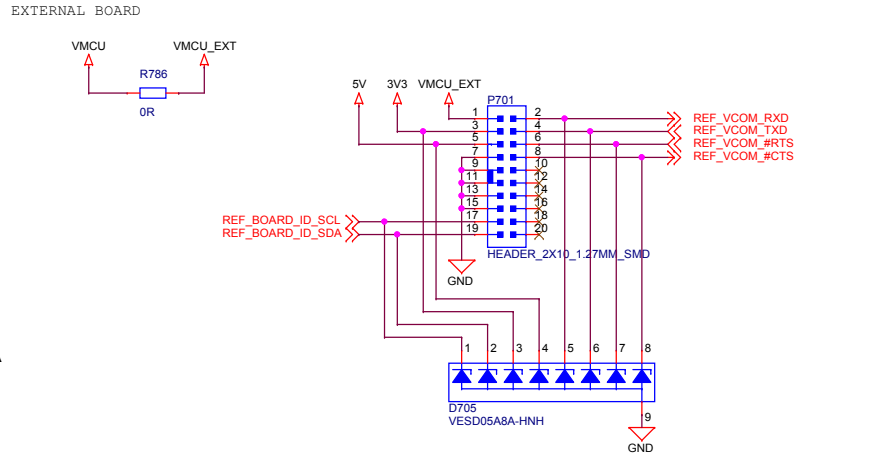 EXTERNAL BOARD
VMCU VMCU_EXT
R786
0R
5V 3V3 VMCU_EXT
P701
1 2 REF_VCOM_RXD
3 4 REF_VCOM_TXD
5 6 REF_VCOM_#RTS
7 8 REF_VCOM_#CTS
9 10
11 12
13 14
15 16
REF_BOARD_ID_SCL 17 18
REF_BOARD_ID_SDA 19 20
HEADER_2X10_1.27MM_SMD
GND
1 2 3 4 5 6 7 8
D705
VESD05A8A-HNH
9
GND